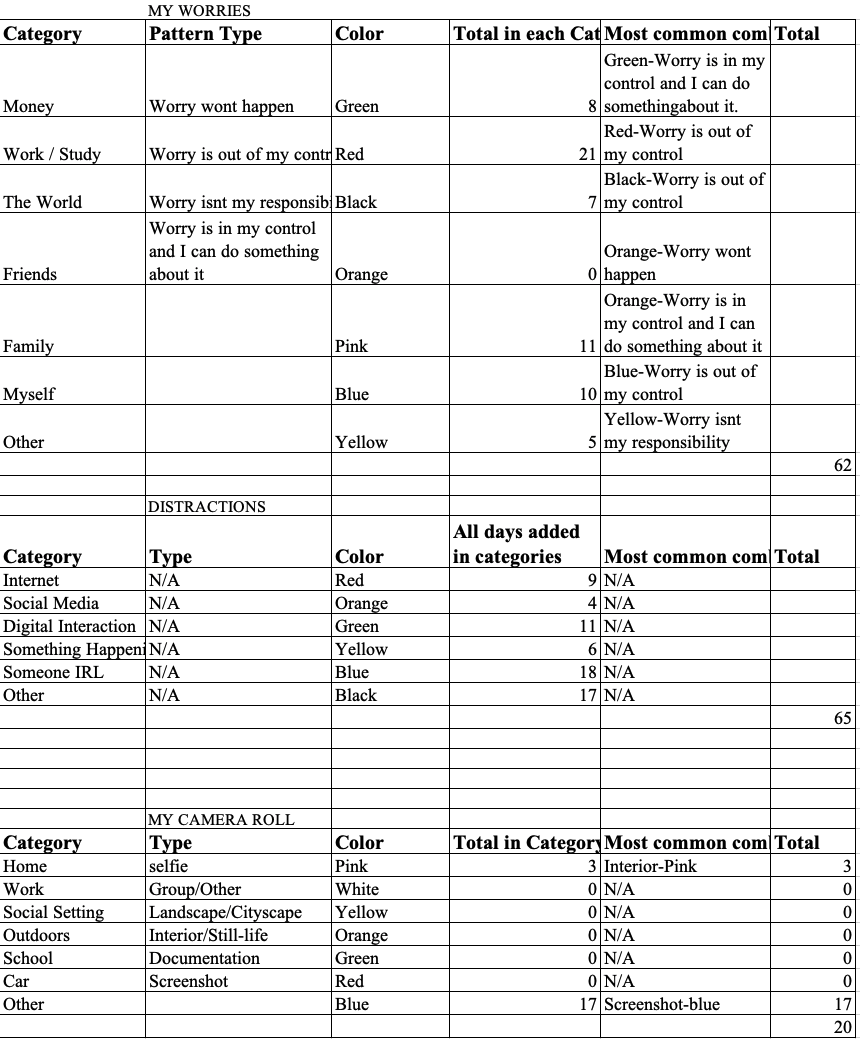 MY WORRIES
Category Pattern Type Color Total in each Cat Most common com Total
Green-Worry is in my
control and I can do
Money Worry wont happen Green 8 somethingabout it.
Red-Worry is out of
Work / Study Worry is out of my contr Red 21 my control
Black-Worry is out of
The World Worry isnt my responsib Black 7 my control
Worry is in my control
and I can do something Orange-Worry wont
Friends about it Orange 0 happen
Orange-Worry is in
my control and I can
Family Pink 11 do something about it
Blue-Worry is out of
Myself Blue 10 my control
Yellow-Worry isnt
Other Yellow 5 my responsibility
62
DISTRACTIONS
All days added
Category Type Color in categories Most common com Total
Internet N/A Red 9 N/A
Social Media N/A Orange 4 N/A
Digital Interaction N/A Green 11 N/A
Something Happeni N/A Yellow 6 N/A
Someone IRL N/A Blue 18 N/A
Other N/A Black 17 N/A
65
MY CAMERA ROLL
Category Type Color Total in Category Most common com Total
Home selfie Pink 3 Interior-Pink 3
Work Group/Other White 0 N/A 0
Social Setting Landscape/Cityscape Yellow 0 N/A 0
Outdoors Interior/Still-life Orange 0 N/A 0
School Documentation Green 0 N/A 0
Car Screenshot Red 0 N/A 0
Other Blue 17 Screenshot-blue 17
20